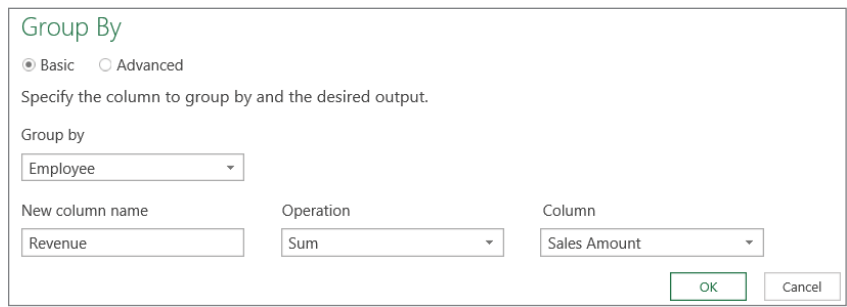 Group By
Basic Advanced
Specify the column to group by and the desired output.
Group by
Employee
New column name Operation Column
Revenue Sum Sales Amount
OK Cancel